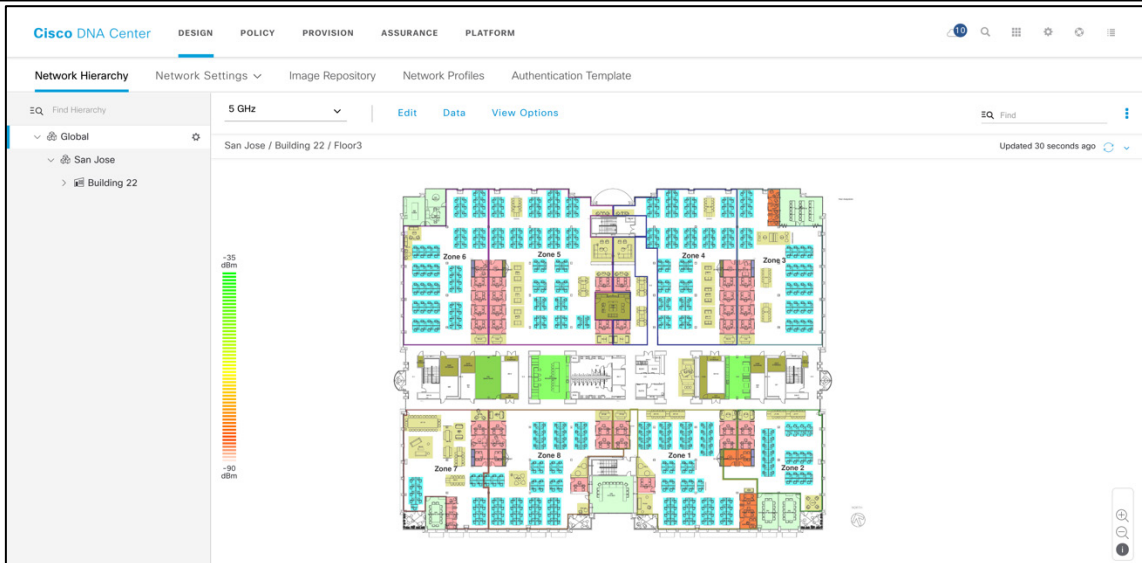 Cisco DNA Center DESIGN POLICY PROVISION ASSURANCE PLATFORM 10
Network Hierarchy Network Settings Image Repository Network Profiles Authentication Template
Find Hierarchy
Global
San Jose
Building 22
5 GHz Edit Data View Options Find
San Jose / Building 22 / Floor3 Updated 30 seconds ago
-35
dBm
-90
dBm
Zone 6 Zone 5 Zone 4 Zone 3
Zone 7 Zone 8 Zone 1 Zone 2